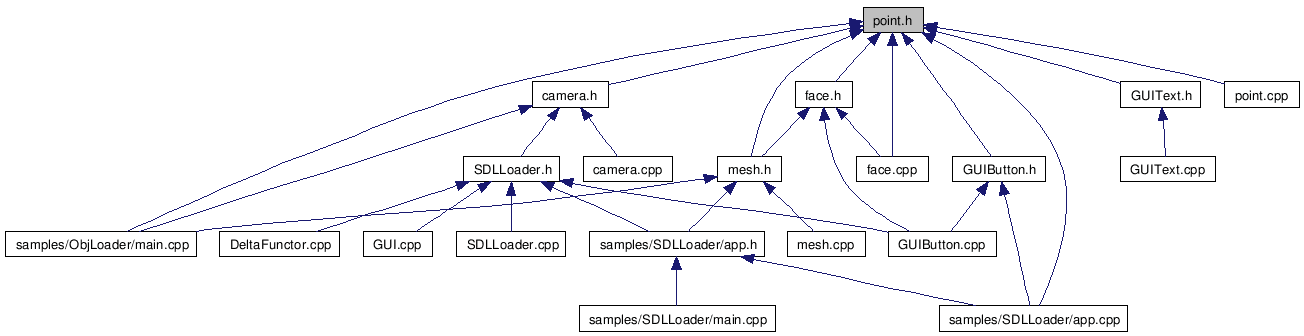 point.h
camera.h
face.h
GUIText.h
point.cpp
SDLLoader.h
camera.cpp
mesh.h
face.cpp
GUIButton.h
GUIText.cpp
samples/ObjLoader/main.cpp
DeltaFunctor.cpp
GUI.cpp
SDLLoader.cpp
samples/SDLLoader/app.h
mesh.cpp
GUIButton.cpp
samples/SDLLoader/main.cpp
samples/SDLLoader/app.cpp